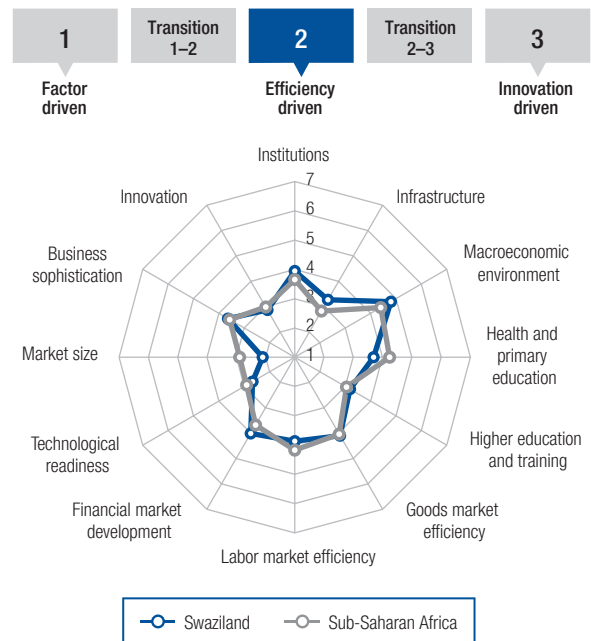 1
Transition
1–2
2
Transition
2–3
3
Factor
driven
Efficiency
driven
Innovation
driven
Institutions
7
Innovation
6
Infrastructure
5
Business
sophistication
4
Macroeconomic
environment
3
2
Market size
1
Health and
primary
education
Technological
readiness
Higher education
and training
Financial market
development
Goods market
efficiency
Labor market efficiency
Swaziland
Sub-Saharan Africa